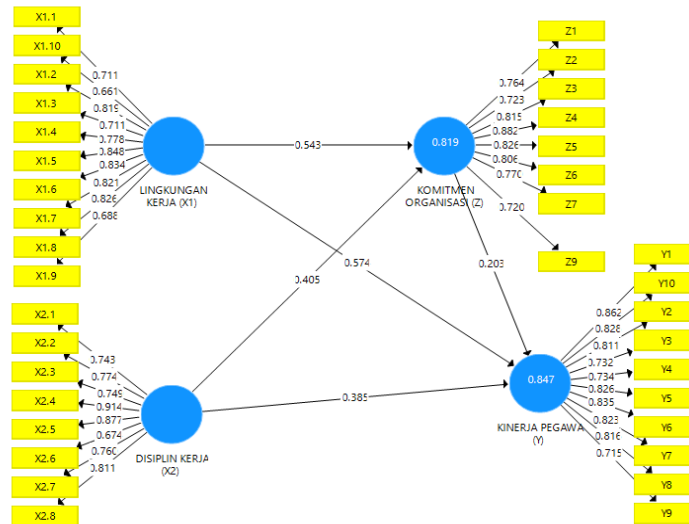 X1.1
X1.10
X1.2
X1.3
X1.4
X1.5
X1.6
X1.7
X1.8
X1.9
0.711
0.661
0.819
0.711
0.778
0.848
0.834
0.821
0.826
0.688
LINGKUNGAN
KERJA (X1)
0.543
0.819
KOMITMEN
ORGANISASI (Z)
0.764
0.723
0.815
0.882
0.826
0.806
0.770
0.720
Z1
Z2
Z3
Z4
Z5
Z6
Z7
Z9
0.405
0.574
0.203
X2.1
X2.2
X2.3
X2.4
X2.5
X2.6
X2.7
X2.8
0.743
0.774
0.749
0.914
0.877
0.674
0.760
0.811
DISIPLIN KERJA
(X2)
0.385
0.847
KINERJA PEGAWA
(Y)
0.862
0.828
0.811
0.732
0.734
0.826
0.835
0.823
0.816
0.715
Y1
Y10
Y2
Y3
Y4
Y5
Y6
Y7
Y8
Y9